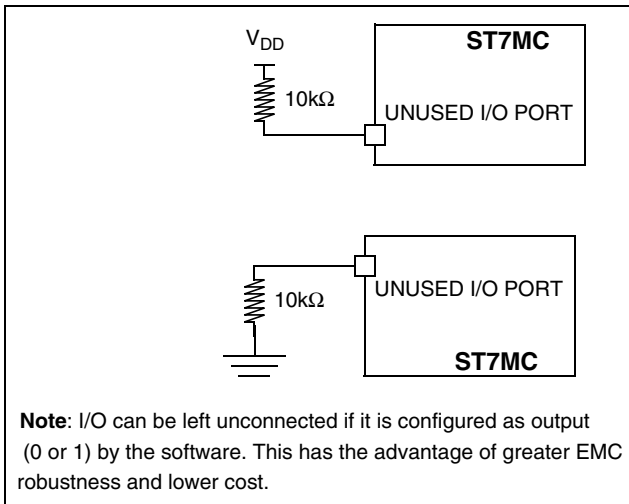 V_DD
ST7MC
10kΩ
UNUSED I/O PORT
UNUSED I/O PORT
10kΩ
ST7MC
Note: I/O can be left unconnected if it is configured as output
(0 or 1) by the software. This has the advantage of greater EMC
robustness and lower cost.